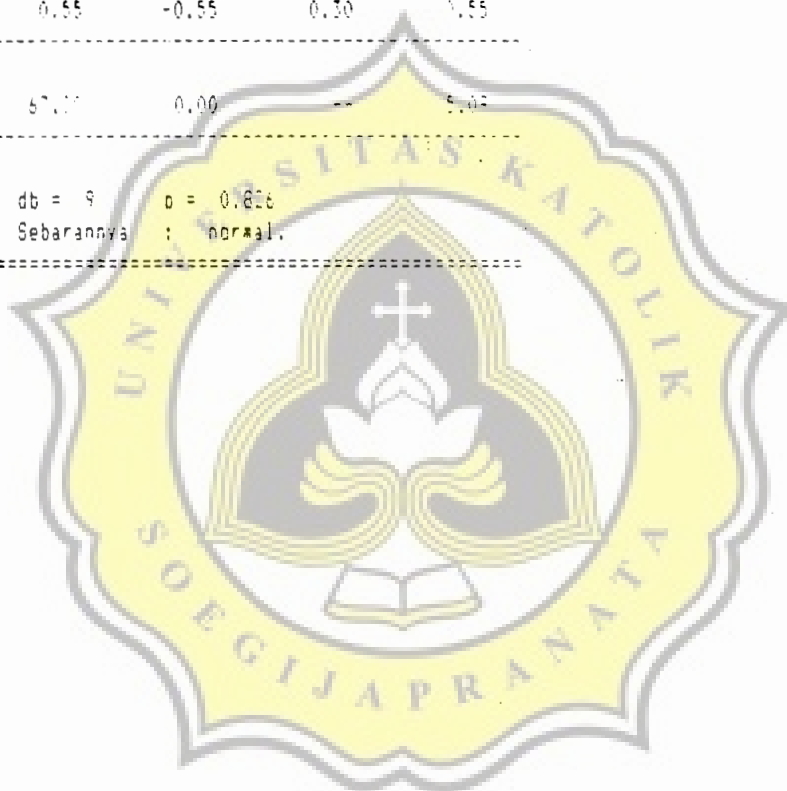 0.55 -0.55 0.30
0.00 --
db = 9 p = 0.826
Sebarannya : normal.
UNIVERSITAS KATOLIK
SOEGIJAPRANATA